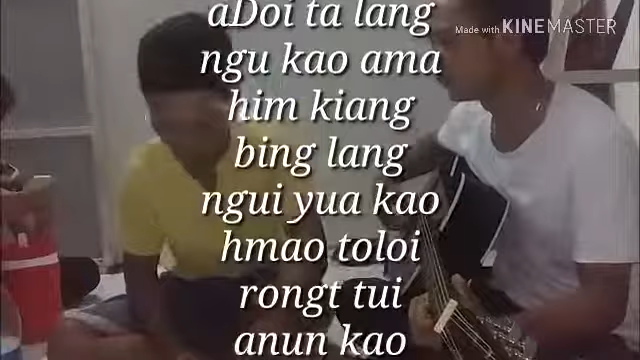 aDoi ta lang
Made with KINEMASTER
ngu kao ama
him kiang
bing lang
ngui yua kao
hmao toloi
rongt tui
anun kao